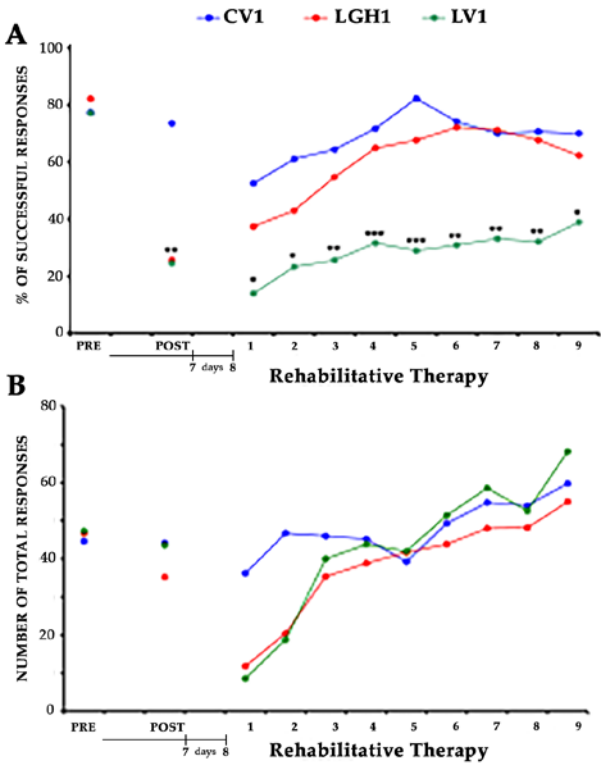 CV1 LGH1 LV1
A
% OF SUCCESSFUL RESPONSES
100
80
60
40
20
0
PRE POST 1 2 3 4 5 6 7 8 9
7 days 8
Rehabilitative Therapy
B
NUMBER OF TOTAL RESPONSES
80
60
40
20
0
PRE POST 1 2 3 4 5 6 7 8 9
7 days 8
Rehabilitative Therapy